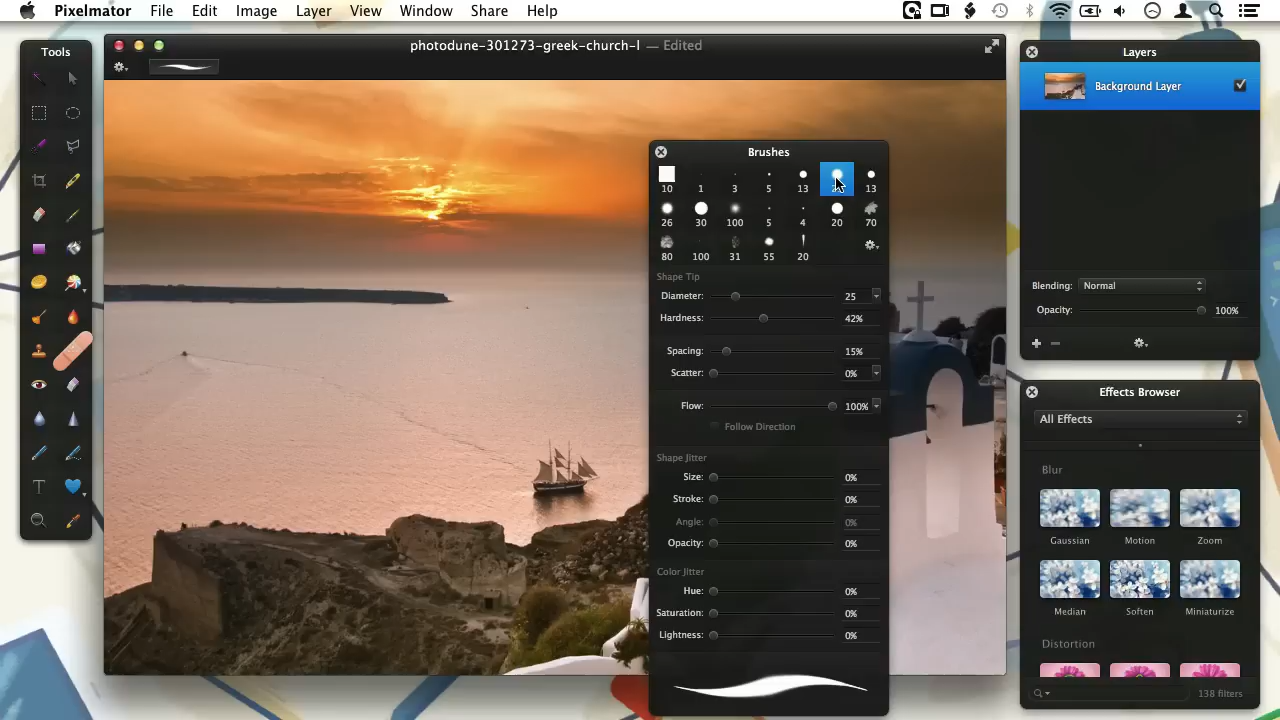 Pixelmator File Edit Image Layer View Window Share Help
Tools
photodune-301273-greek-church-l — Edited
Brushes
10 1 3 5 13 13
26 30 100 5 4 20 70
80 100 31 55 20
Shape Tip
Diameter: 25
Hardness: 42%
Spacing: 15%
Scatter: 0%
Flow: 100%
Follow Direction
Shape Jitter
Size: 0%
Stroke: 0%
Angle: 0%
Opacity: 0%
Color Jitter
Hue: 0%
Saturation: 0%
Lightness: 0%
Layers
Background Layer
Blending: Normal
Opacity: 100%
Effects Browser
All Effects
Blur
Gaussian Motion Zoom
Median Soften Miniaturize
Distortion
138 filters